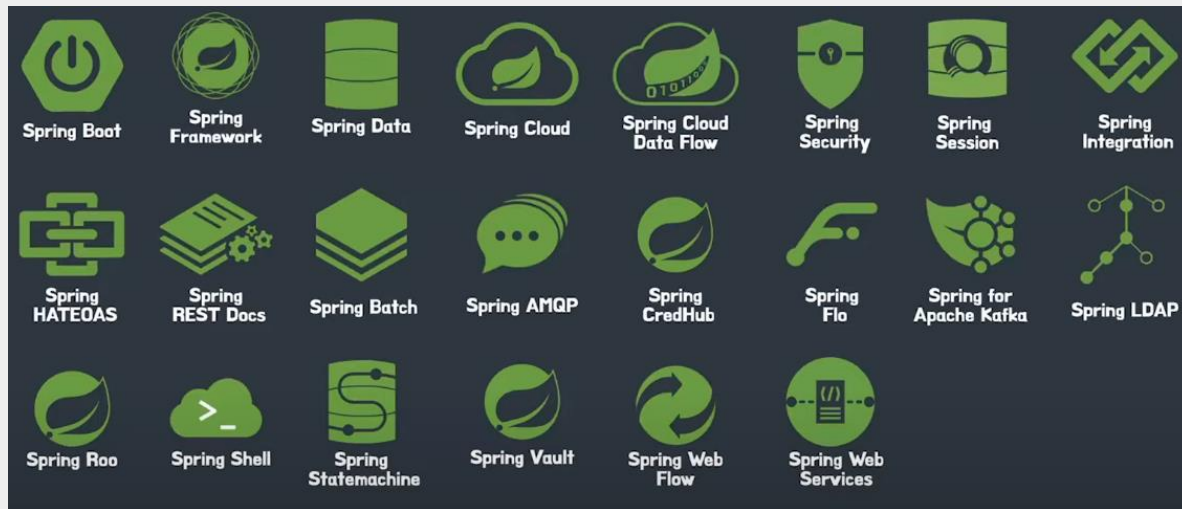 Spring Boot
Spring
Framework
Spring Data
Spring Cloud
Spring Cloud
Data Flow
Spring
Security
Spring
Session
Spring
Integration
Spring
HATEOAS
Spring
REST Docs
Spring Batch
Spring AMQP
Spring
CredHub
Spring
Flo
Spring for
Apache Kafka
Spring LDAP
Spring Roo
>_
Spring Shell
Spring
Statemachine
Spring Vault
Spring Web
Flow
</>
Spring Web
Services